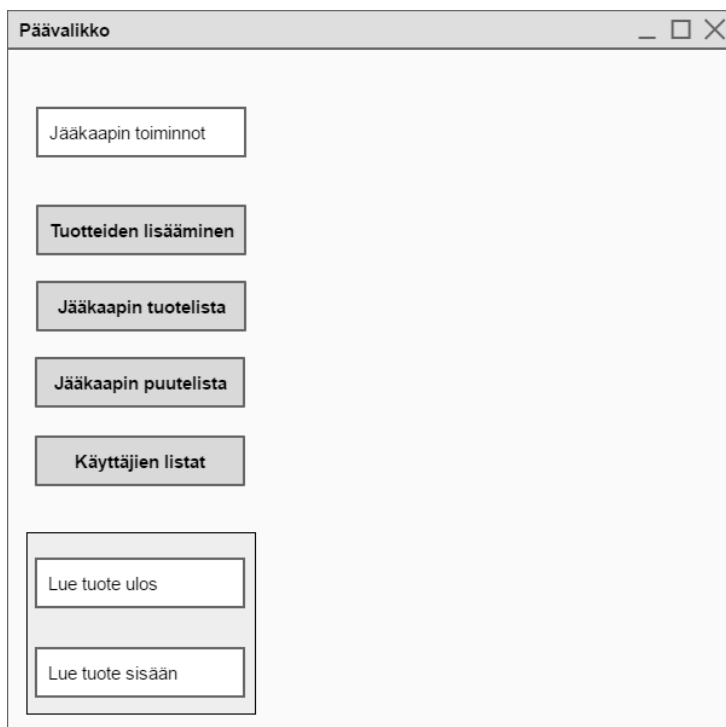 Päävalikko
Jääkaapin toiminnot
Tuotteiden lisääminen
Jääkaapin tuotelista
Jääkaapin puutelista
Käyttäjien listat
Lue tuote ulos
Lue tuote sisään